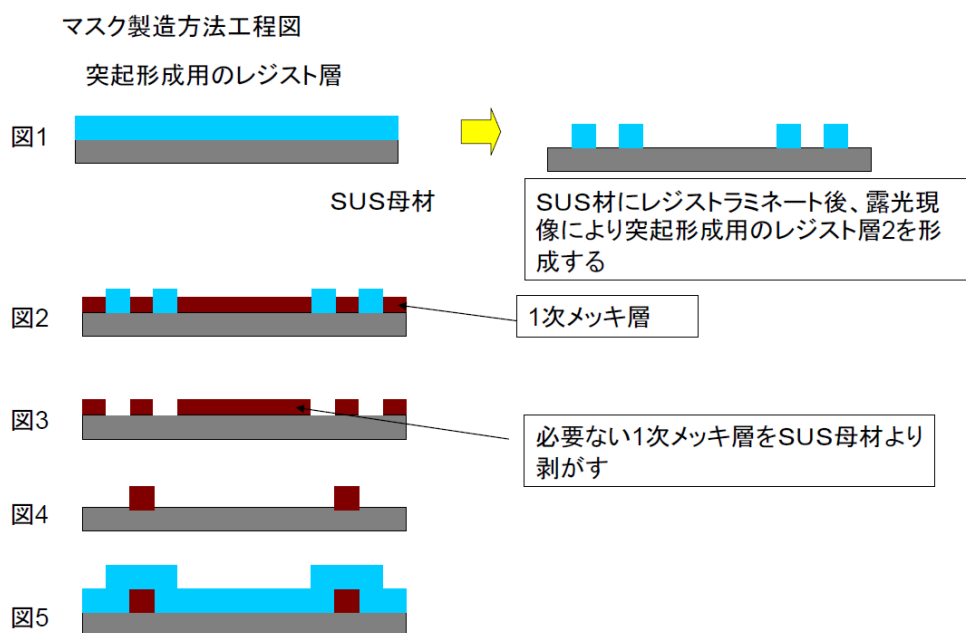 マスク製造方法工程図
突起形成用のレジスト層
図1
SUS母材
SUS材にレジストラミネート後、露光現
像により突起形成用のレジスト層2を形
成する
図2
1次メッキ層
図3
必要ない1次メッキ層をSUS母材より
剥がす
図4
図5